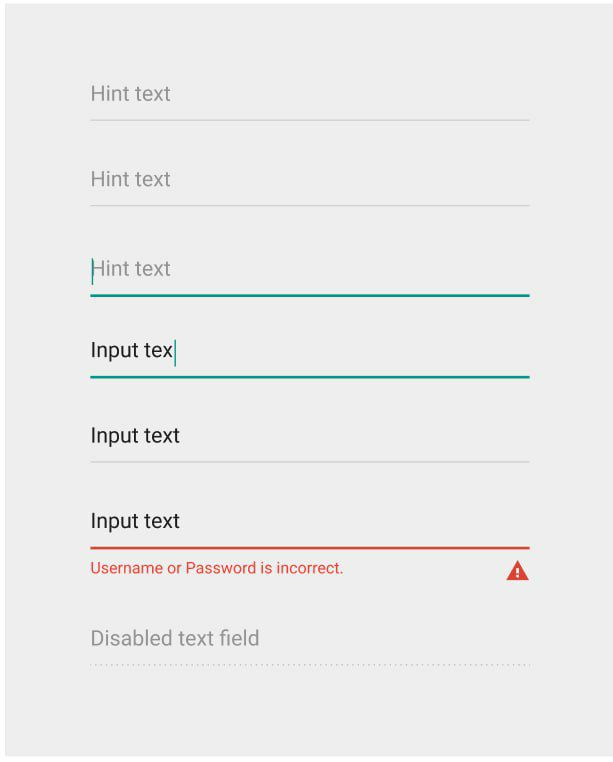 Hint text
Hint text
Hint text
Input tex
Input text
Input text
Username or Password is incorrect.
Disabled text field